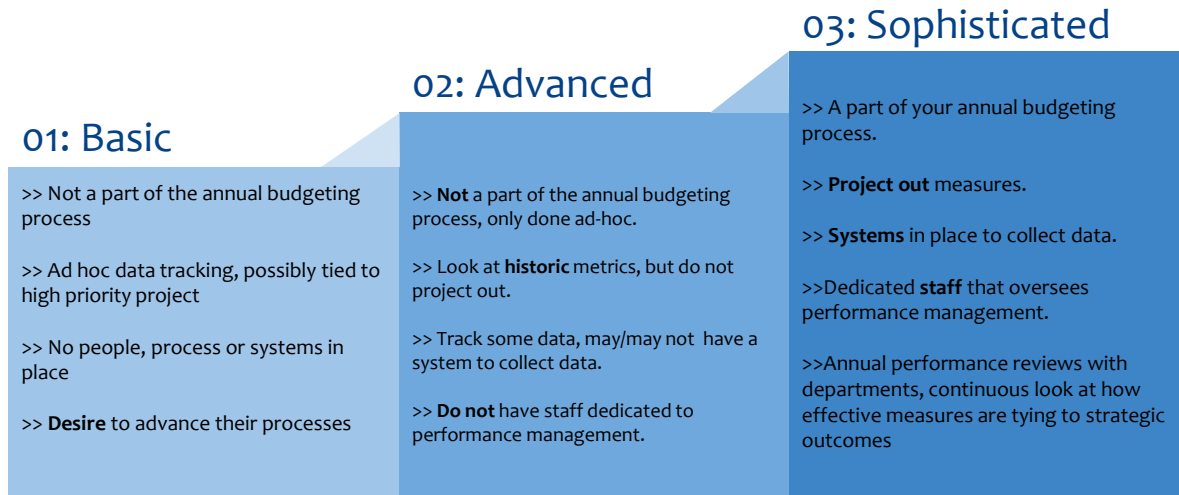 01: Basic
>> Not a part of the annual budgeting
process
>> Ad hoc data tracking, possibly tied to
high priority project
>> No people, process or systems in
place
>> Desire to advance their processes
02: Advanced
>> Not a part of the annual budgeting
process, only done ad-hoc.
>> Look at historic metrics, but do not
project out.
>> Track some data, may/may not  have a
system to collect data.
>> Do not have staff dedicated to
performance management.
03: Sophisticated
>> A part of your annual budgeting
process.
>> Project out measures.
>> Systems in place to collect data.
>>Dedicated staff that oversees
performance management.
>>Annual performance reviews with
departments, continuous look at how
effective measures are tying to strategic
outcomes